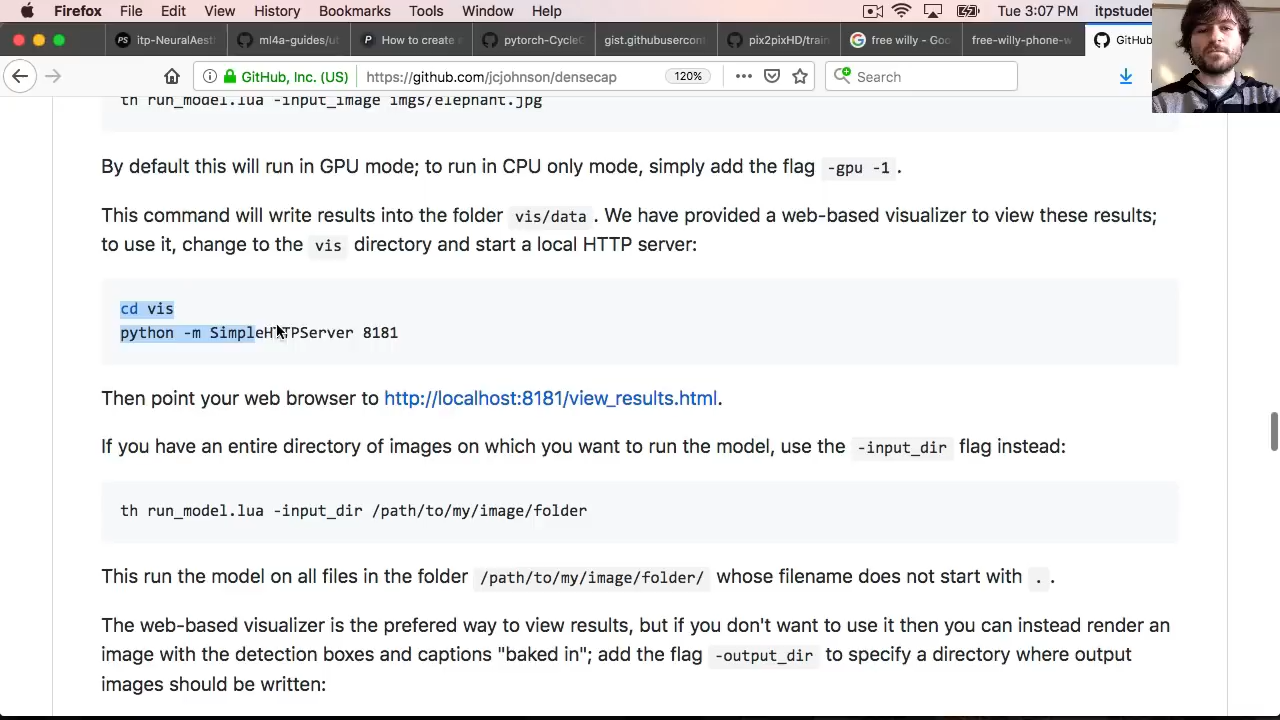 Firefox File Edit View History Bookmarks Tools Window Help Tue 3:07 PM itpstuden
itp-NeuralAest ml4a-guides/ut How to create a pytorch-CycleG gist.githubusercont pix2pixHD/train free willy - Goo free-willy-phone-w GitHub
GitHub, Inc. (US) https://github.com/jcjohnson/densecap 120% Search
th run_model.lua -input_image imgs/elephant.jpg
By default this will run in GPU mode; to run in CPU only mode, simply add the flag -gpu -1 .
This command will write results into the folder vis/data . We have provided a web-based visualizer to view these results;
to use it, change to the vis directory and start a local HTTP server:
cd vis
python -m SimpleHTTPServer 8181
Then point your web browser to http://localhost:8181/view_results.html.
If you have an entire directory of images on which you want to run the model, use the -input_dir flag instead:
th run_model.lua -input_dir /path/to/my/image/folder
This run the model on all files in the folder /path/to/my/image/folder/ whose filename does not start with . .
The web-based visualizer is the prefered way to view results, but if you don't want to use it then you can instead render an
image with the detection boxes and captions "baked in"; add the flag -output_dir to specify a directory where output
images should be written: